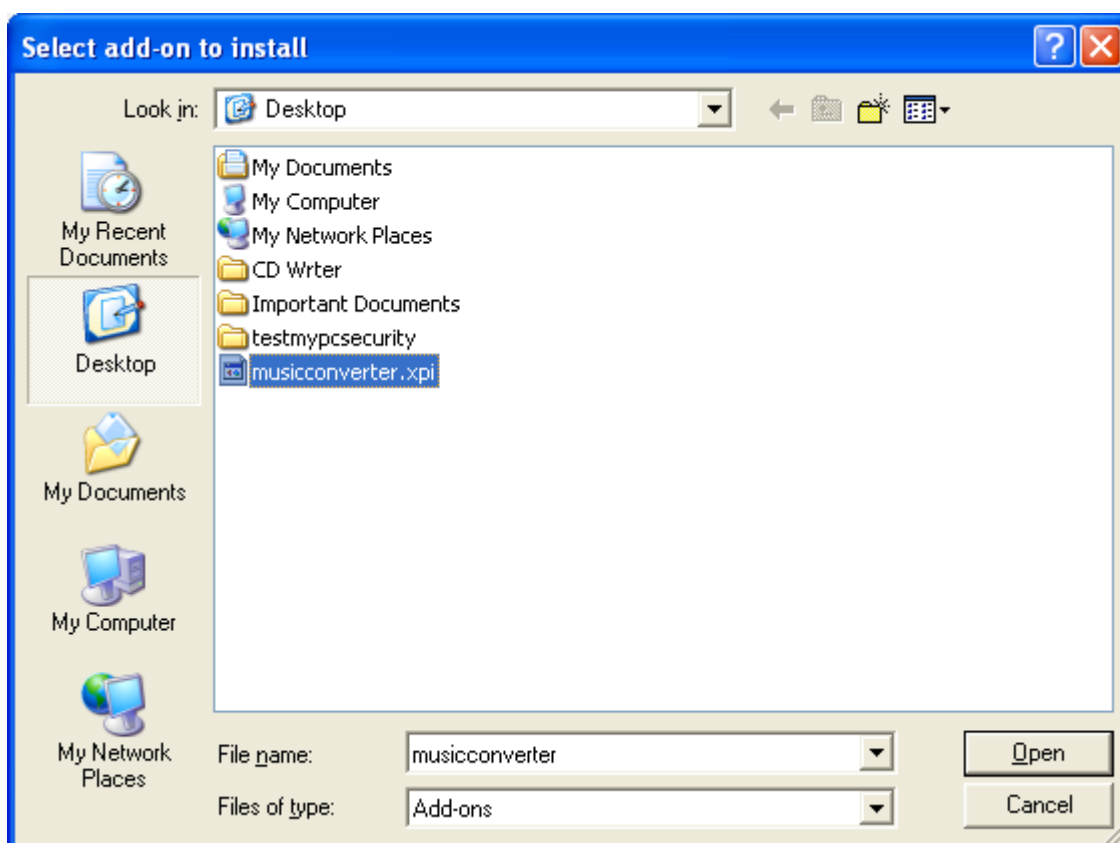 Select add-on to install
Look in:
Desktop
My Recent
Documents
Desktop
My Documents
My Computer
My Network
Places
My Documents
My Computer
My Network Places
CD Wrter
Important Documents
testmypcsecurity
musicconverter.xpi
File name:
musicconverter
Open
Files of type:
Add-ons
Cancel